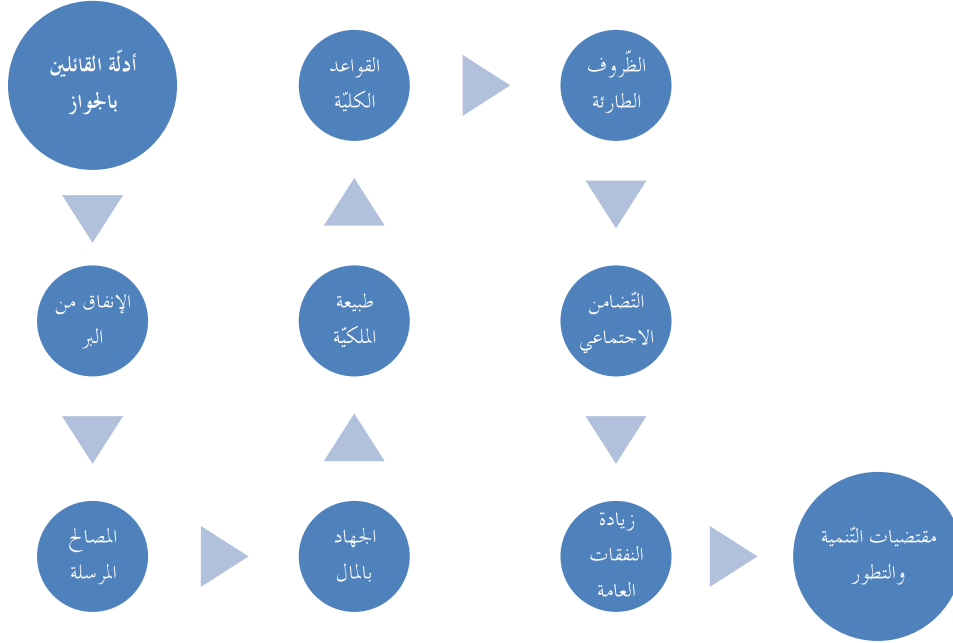 أدلّة القائلين
بالجواز
الإنفاق من
البر
المصالح
المرسلة
الجهاد
بالمال
طبيعة
الملكيّة
القواعد
الكليّة
الظّروف
الطارئة
التّضامن
الاجتماعي
زيادة
النفقات
العامة
مقتضيات التّنمية
والتطور